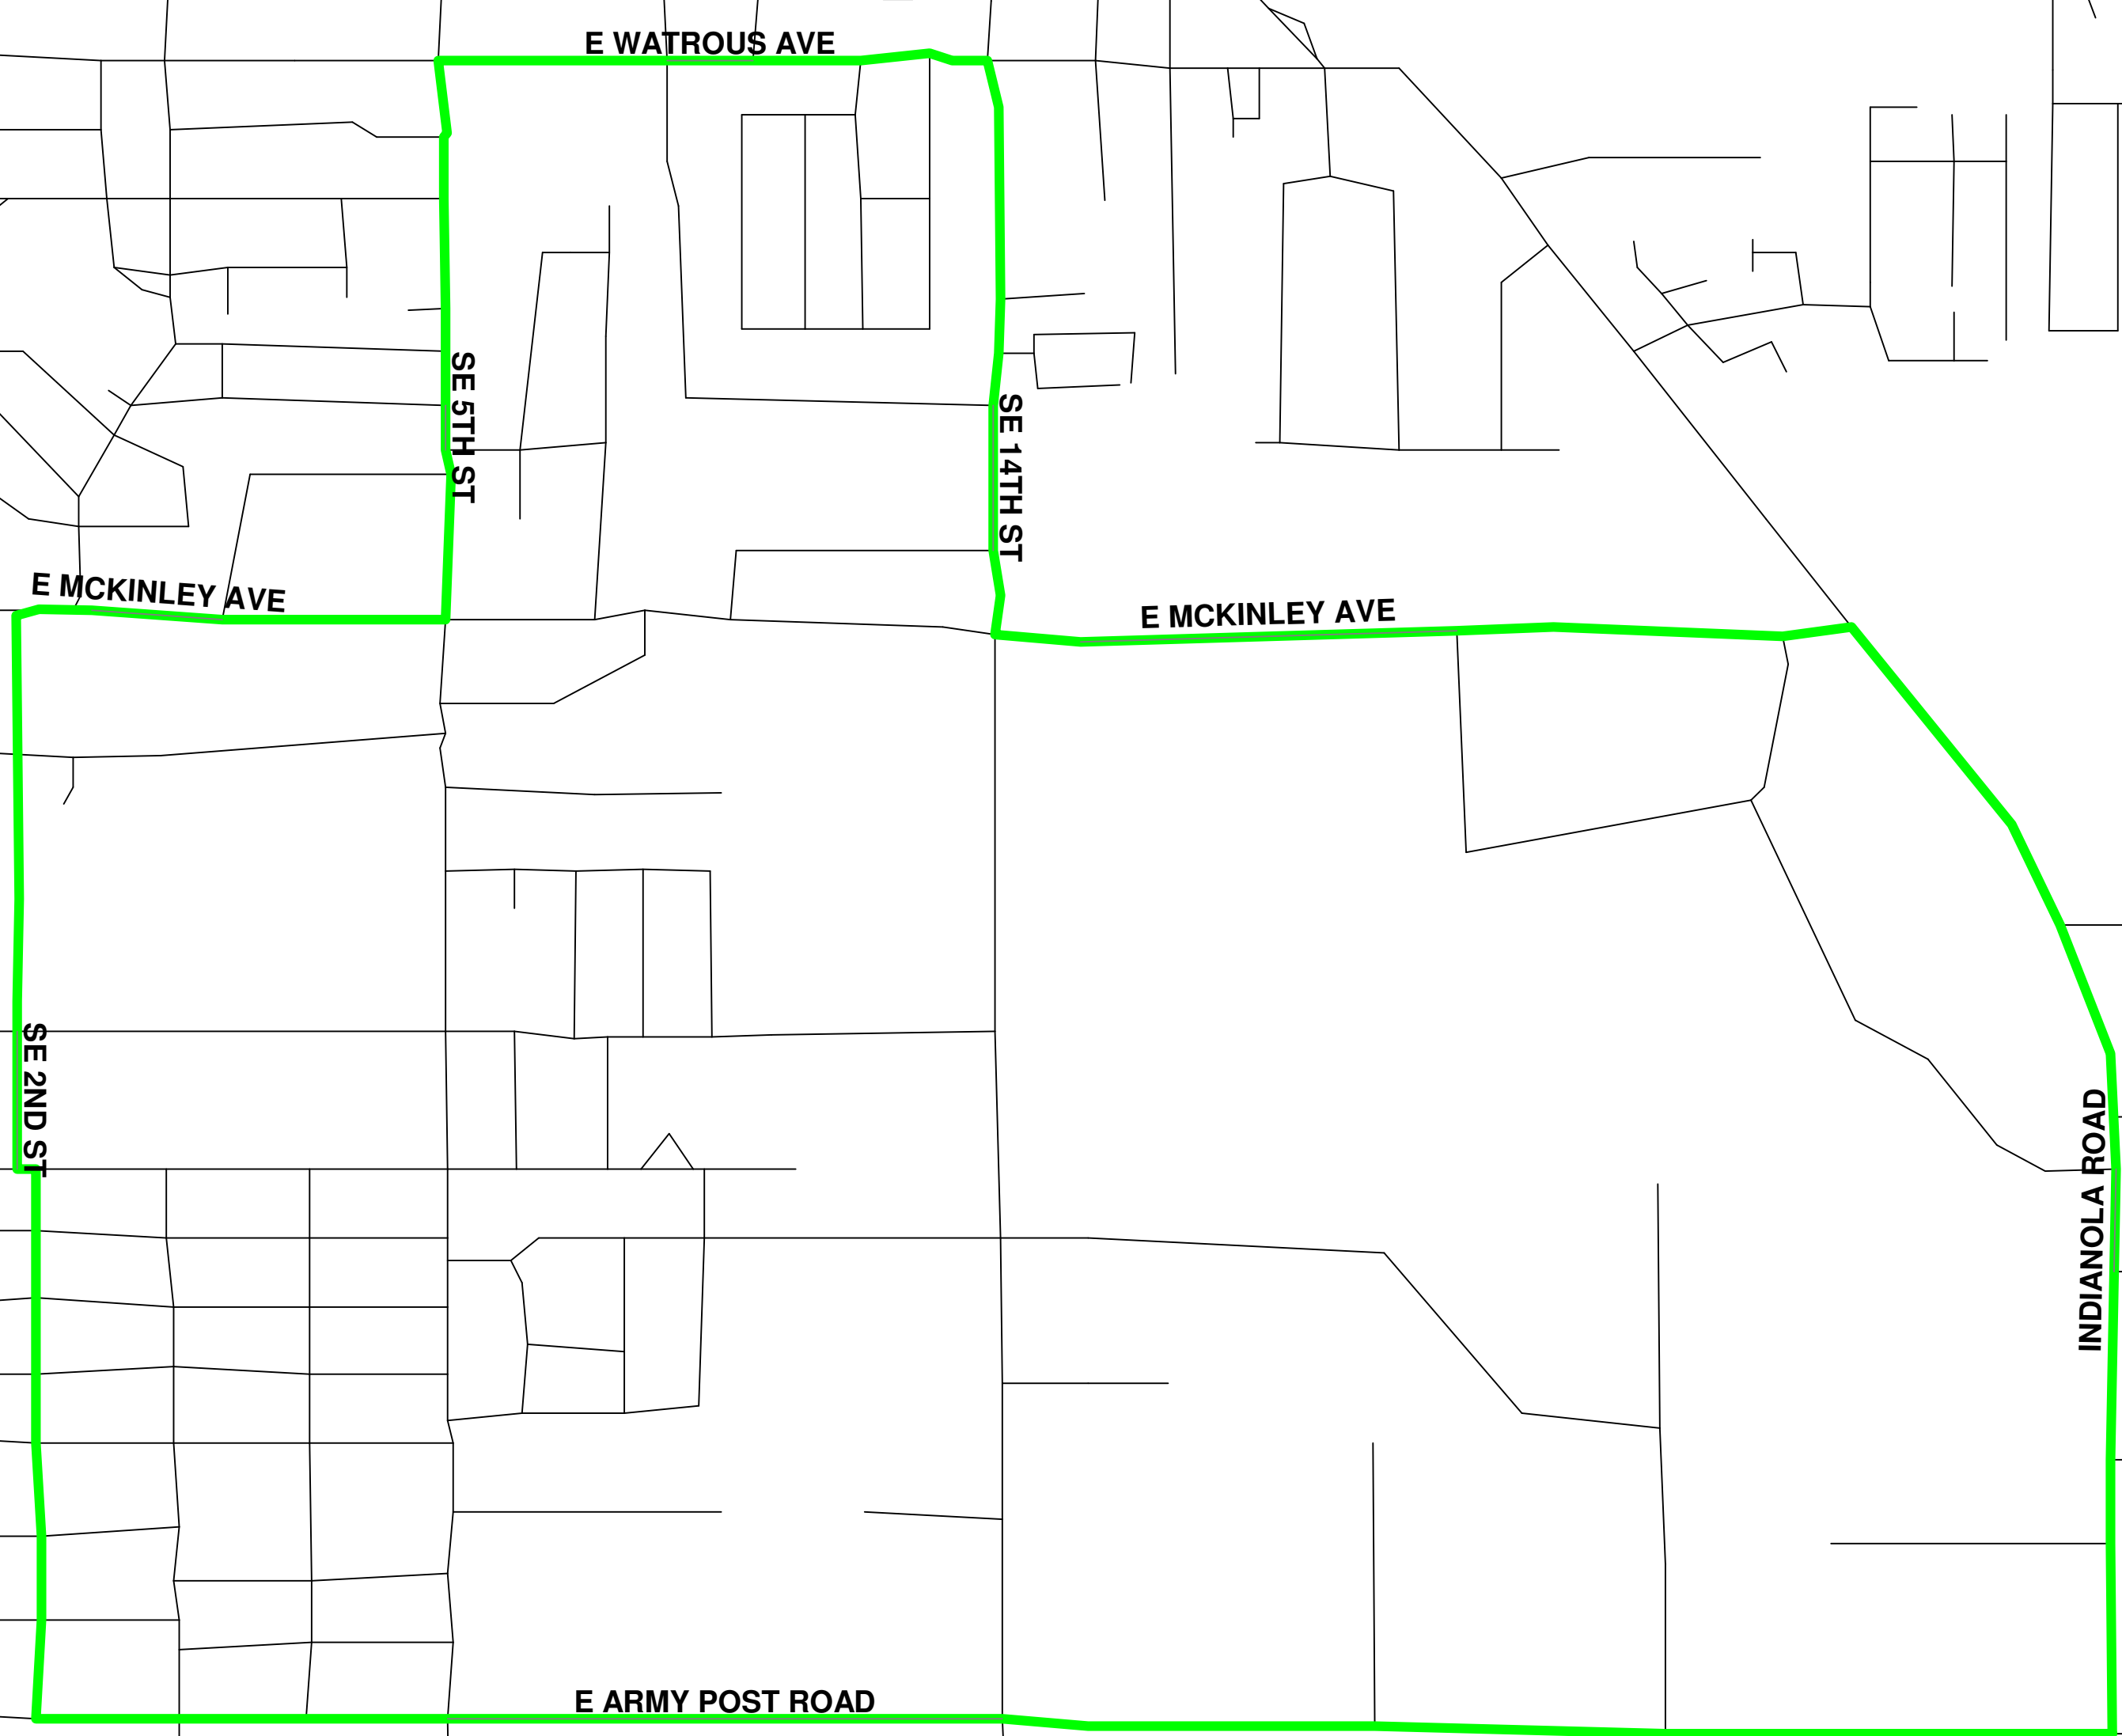 E WATROUS AVE
SE 5TH ST
SE 14TH ST
E MCKINLEY AVE
E MCKINLEY AVE
SE 2ND ST
INDIANOLA ROAD
E ARMY POST ROAD